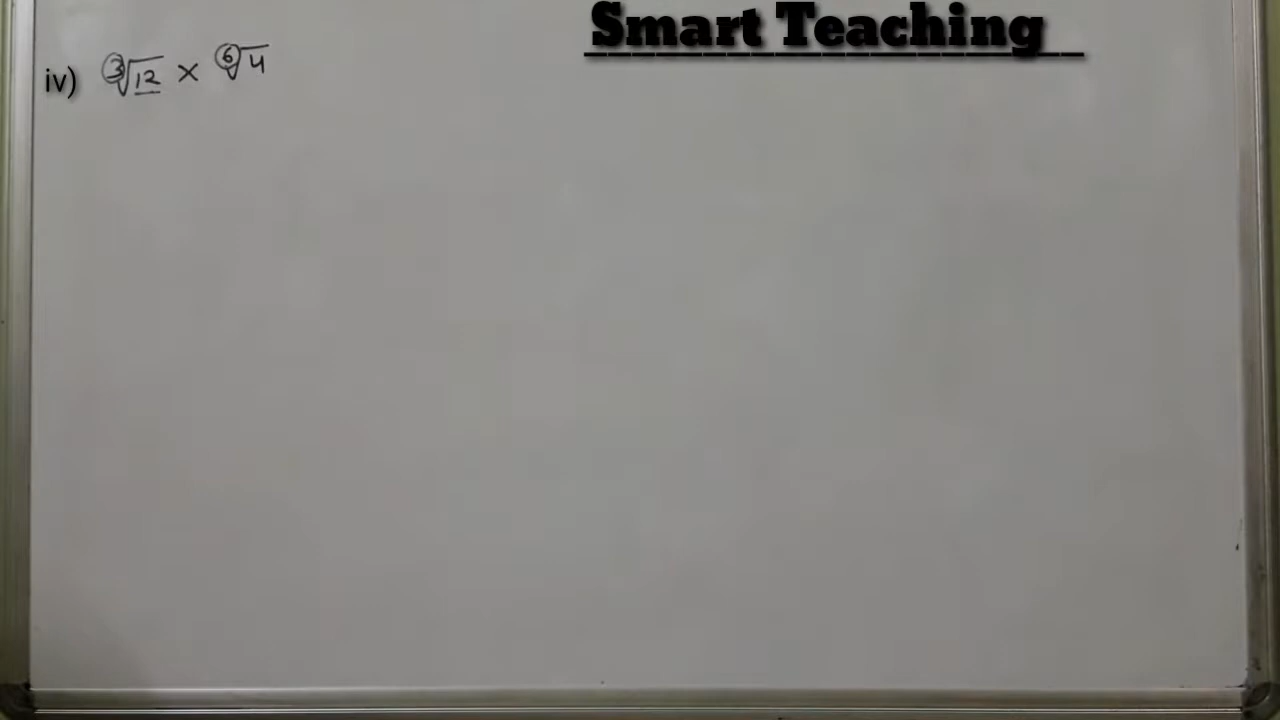 Smart Teaching
iv) ∛12 × ⁶√4